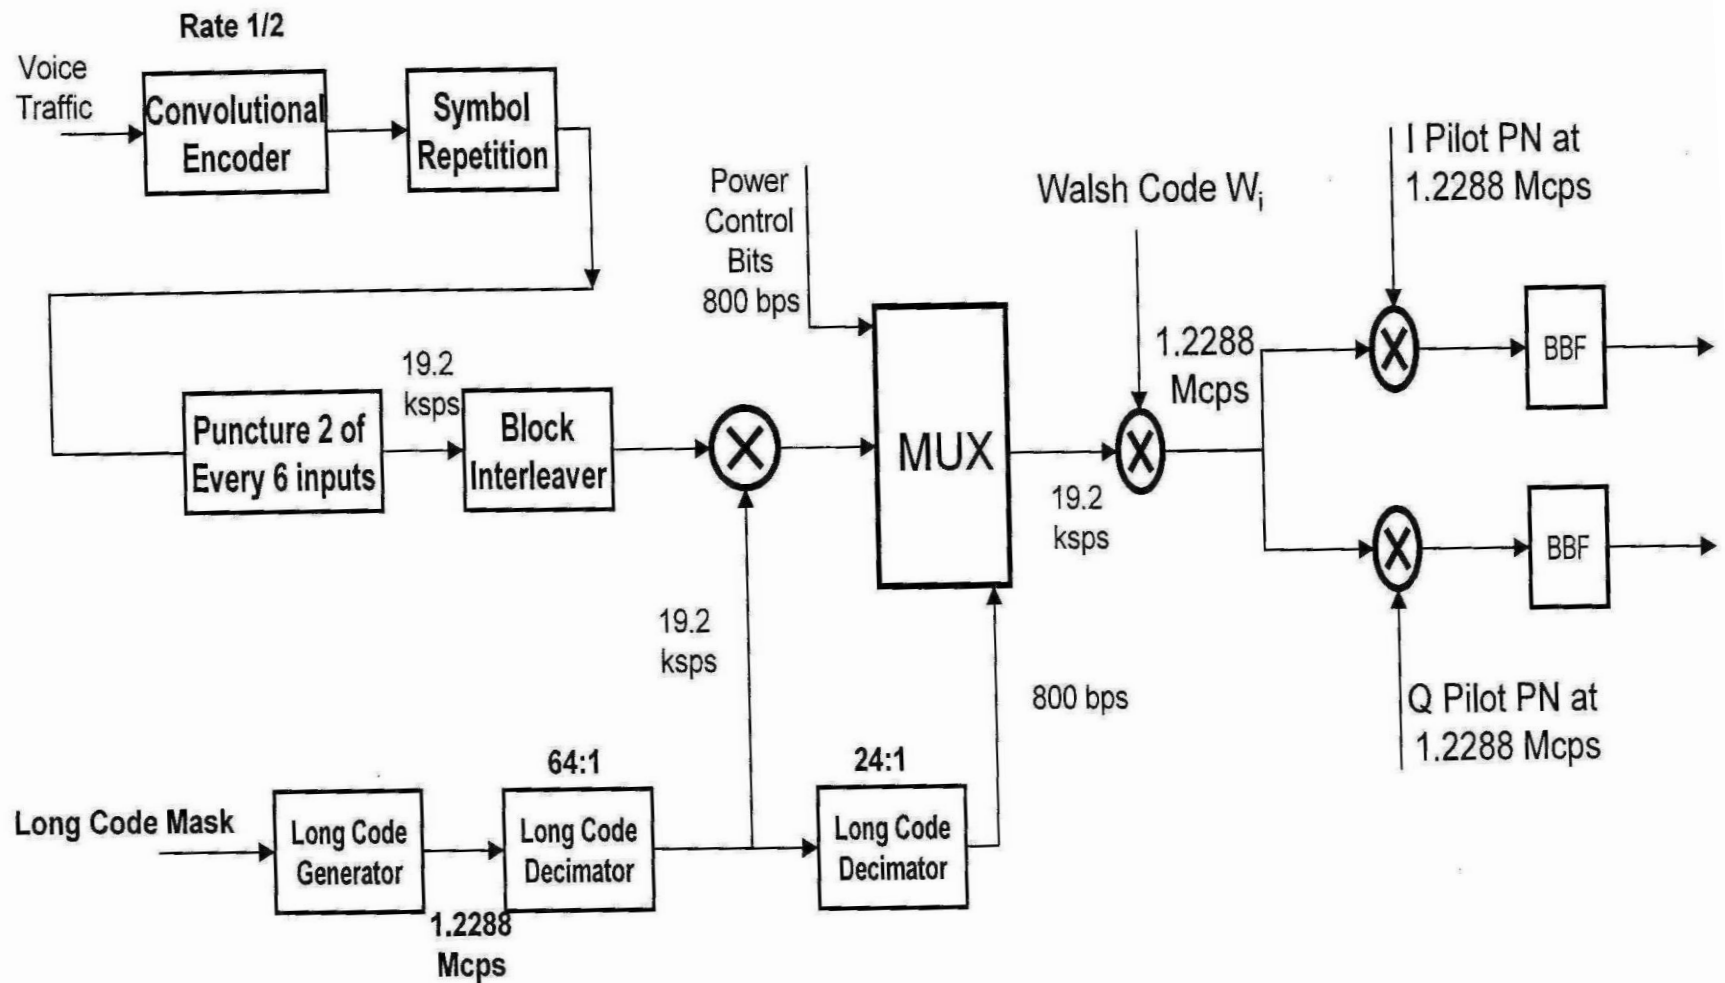 Rate 1/2
Voice
Traffic
Convolutional
Encoder
Symbol
Repetition
Power
Control
Bits
800 bps
Walsh Code Wi
I Pilot PN at
1.2288 Mcps
1.2288
Mcps
BBF
19.2
ksps
Puncture 2 of
Every 6 inputs
Block
Interleaver
MUX
19.2
ksps
BBF
19.2
ksps
800 bps
Q Pilot PN at
1.2288 Mcps
64:1
24:1
Long Code Mask
Long Code
Generator
Long Code
Decimator
Long Code
Decimator
1.2288
Mcps